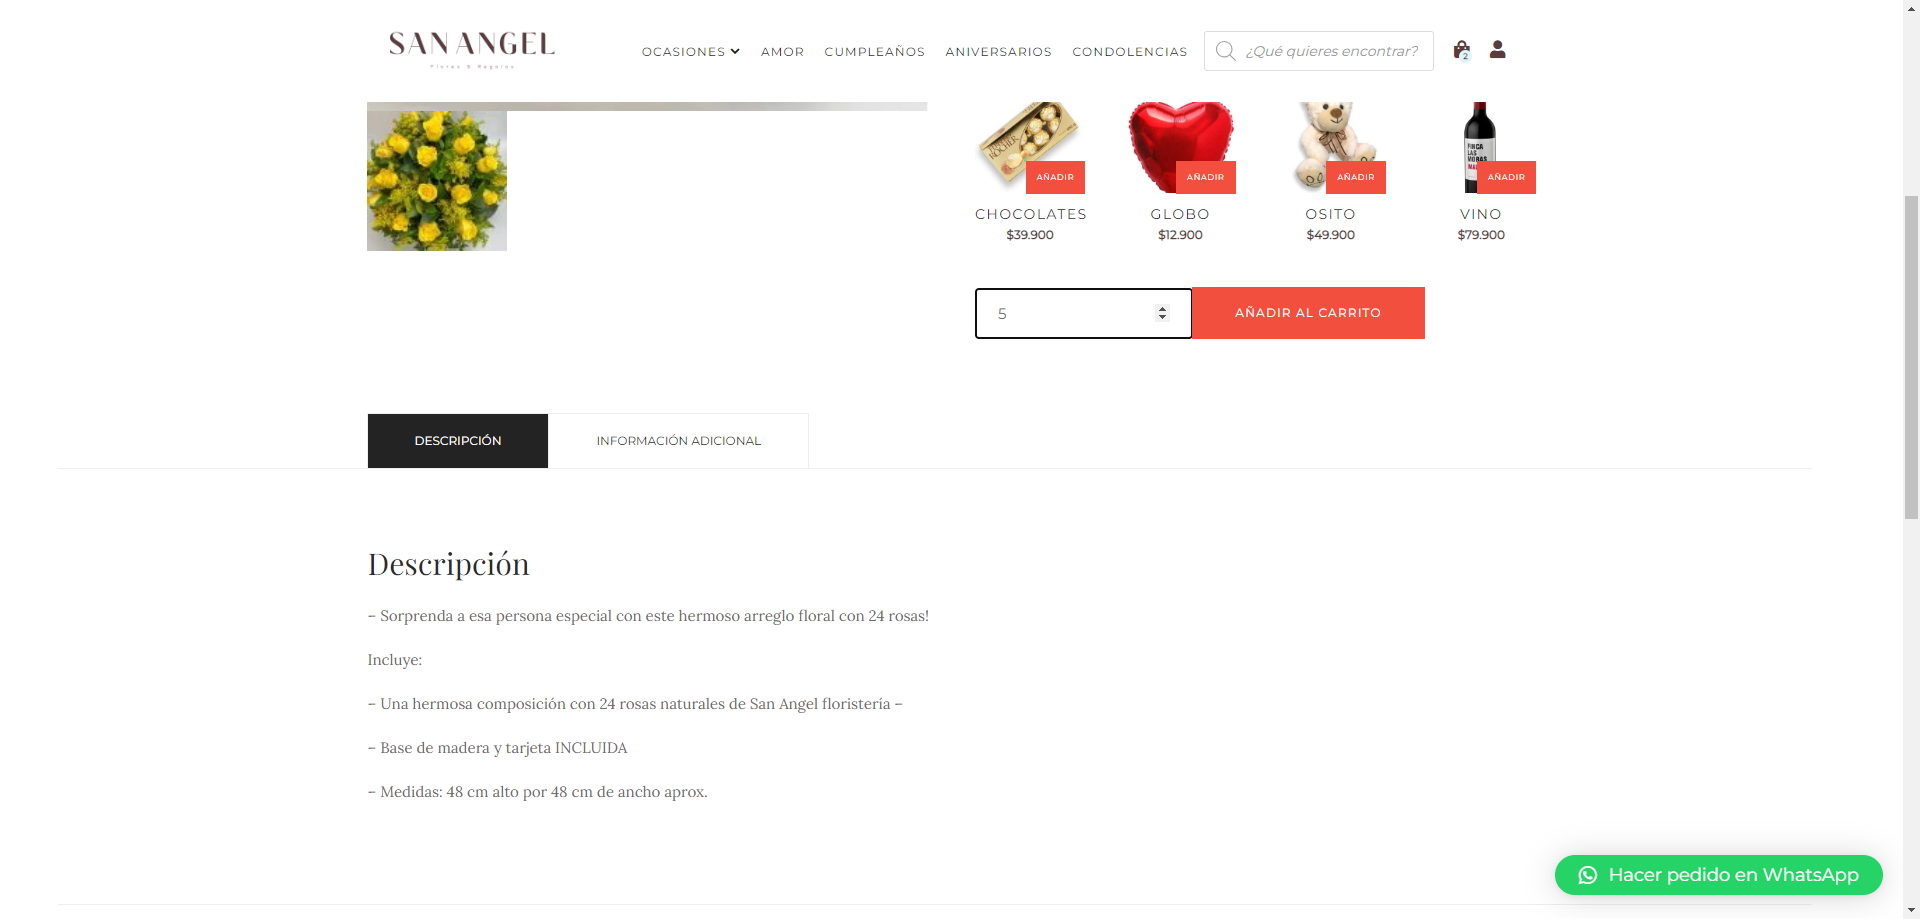 SAN ANGEL
Flores & Regalos
OCASIONES
AMOR
CUMPLEAÑOS
ANIVERSARIOS
CONDOLENCIAS
¿Qué quieres encontrar?
2
FINCA
LAS
MORAS
AÑADIR
AÑADIR
AÑADIR
AÑADIR
CHOCOLATES
$39.900
GLOBO
$12.900
OSITO
$49.900
VINO
$79.900
5
AÑADIR AL CARRITO
DESCRIPCIÓN
INFORMACIÓN ADICIONAL
Descripción
– Sorprenda a esa persona especial con este hermoso arreglo floral con 24 rosas!
Incluye:
– Una hermosa composición con 24 rosas naturales de San Angel floristería –
– Base de madera y tarjeta INCLUIDA
– Medidas: 48 cm alto por 48 cm de ancho aprox.
Hacer pedido en WhatsApp